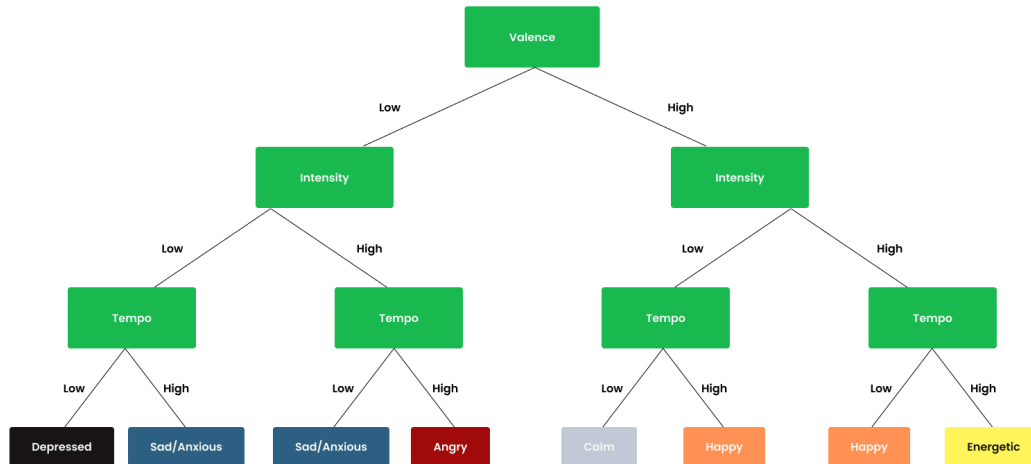 Valence
Low
High
Intensity
Intensity
Low
High
Low
High
Tempo
Tempo
Tempo
Tempo
Low
High
Low
High
Low
High
Low
High
Depressed
Sad/Anxious
Sad/Anxious
Angry
Calm
Happy
Happy
Energetic